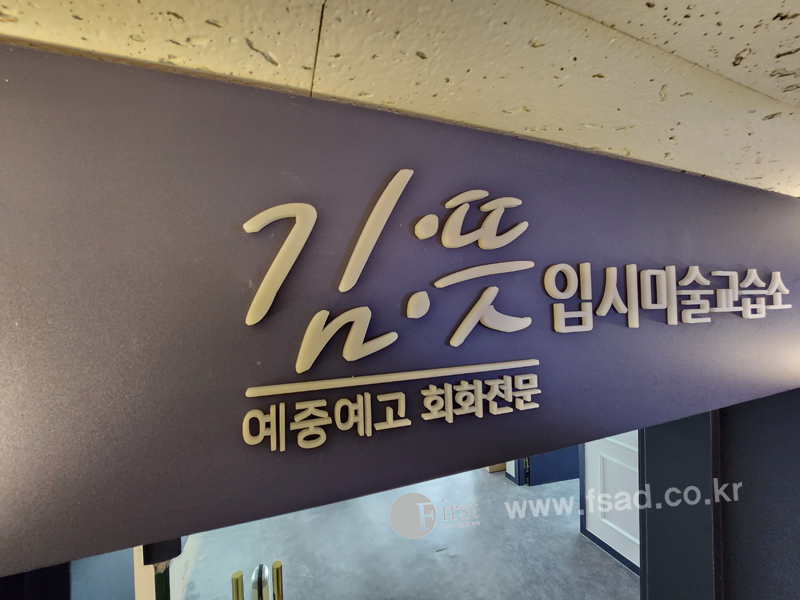 김:뜻 입시미술교습소
예중예고 회화전문
First
www.fsad.co.kr